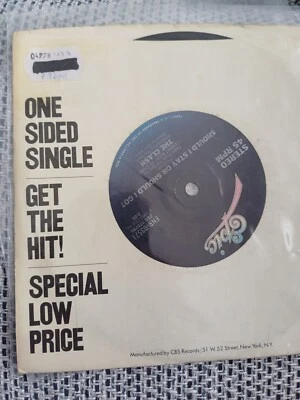 ONE
SIDED
SINGLE
GET
THE
HIT!
SPECIAL
LOW
PRICE
STEREO
45 RPM
SHOULD I STAY OR SHOULD I GO?
THE CLASH
Epic
Manufactured by CBS Records/51 W. 52 Street, New York, N.Y.